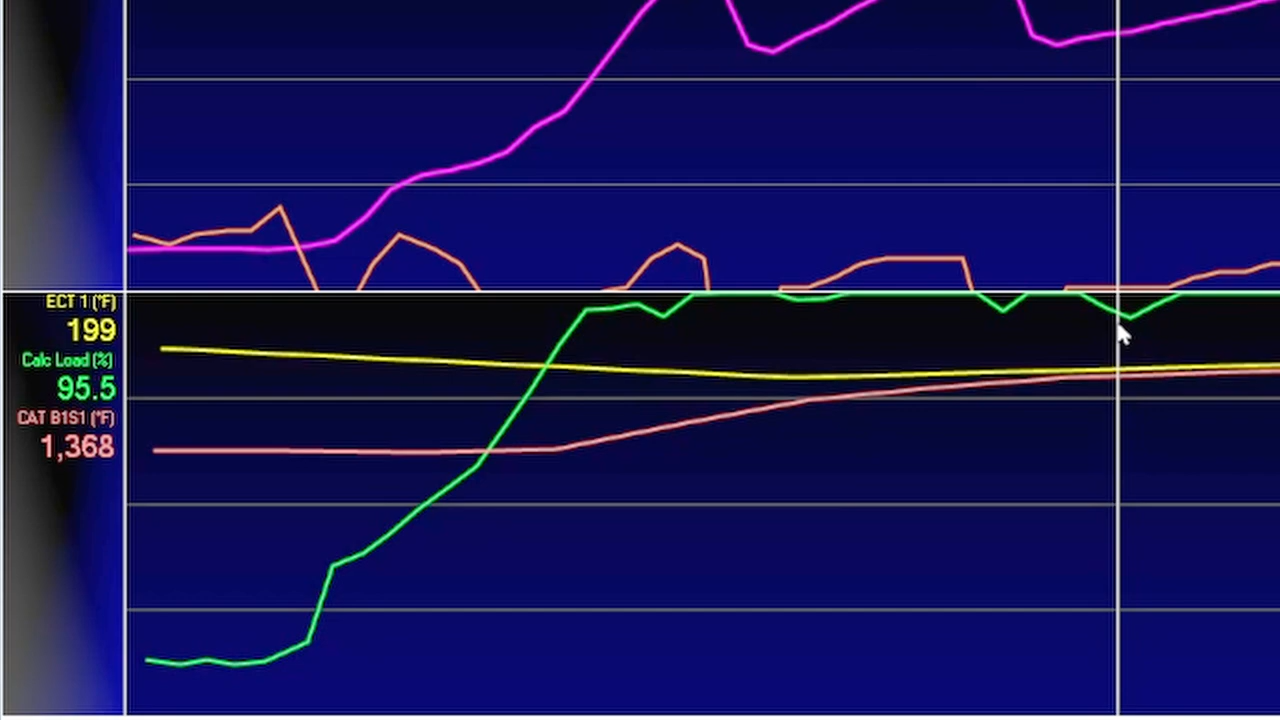 ECT 1 (°F)
199
Calc Load (%)
95.5
CAT B1S1 (°F)
1,368